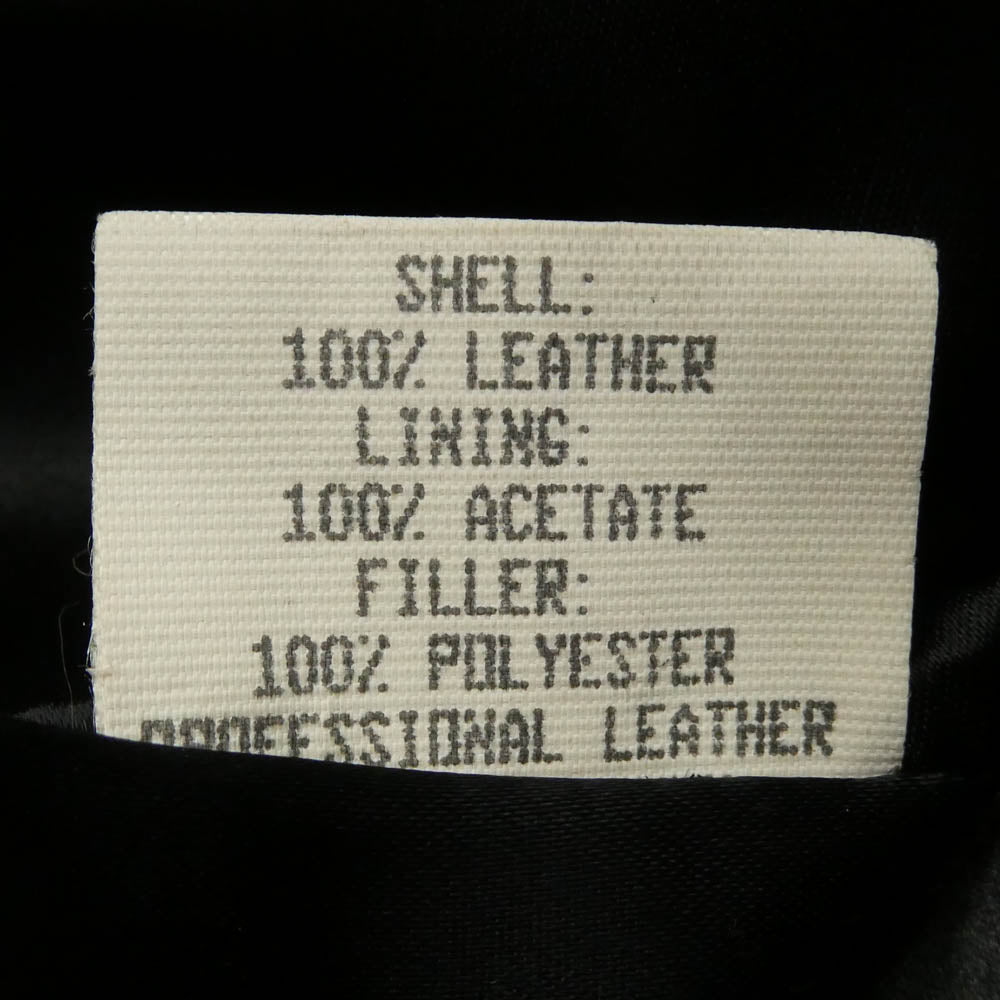 SHELL:
100% LEATHER
LINING:
100% ACETATE
FILLER:
100% POLYESTER
PROFESSIONAL LEATHER